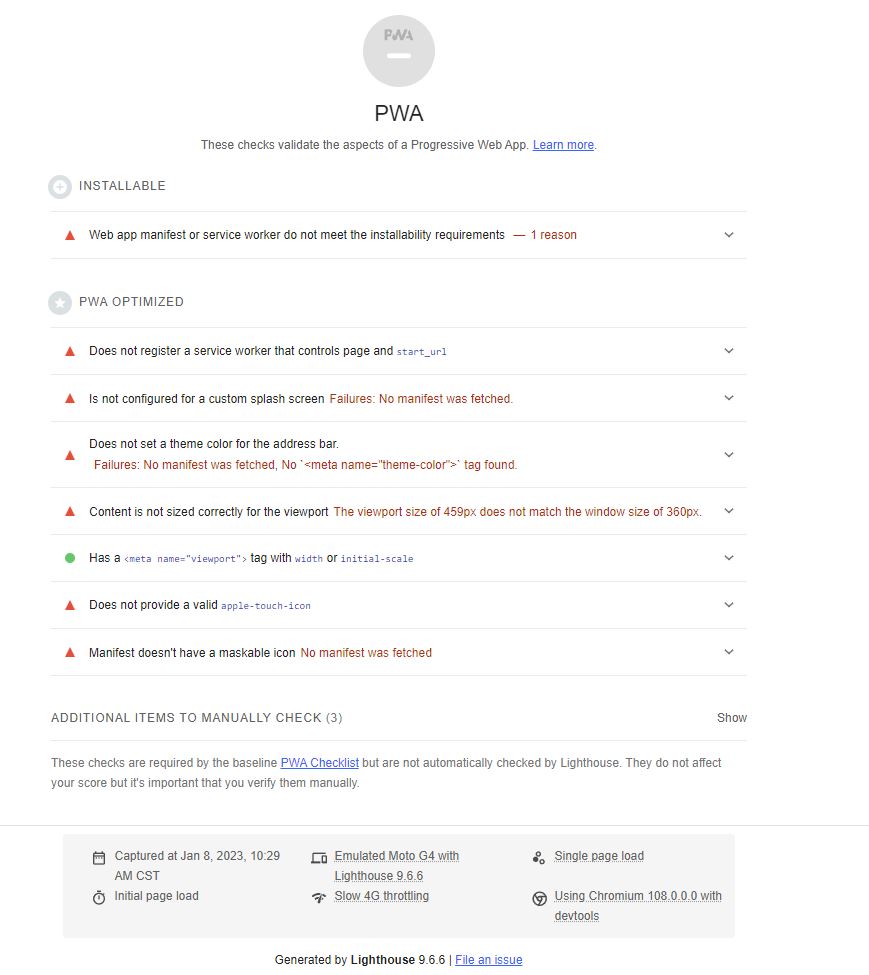 PWA
PWA
These checks validate the aspects of a Progressive Web App. Learn more.
INSTALLABLE
Web app manifest or service worker do not meet the installability requirements — 1 reason
PWA OPTIMIZED
Does not register a service worker that controls page and start_url
Is not configured for a custom splash screen Failures: No manifest was fetched.
Does not set a theme color for the address bar.
Failures: No manifest was fetched, No `<meta name="theme-color">` tag found.
Content is not sized correctly for the viewport The viewport size of 459px does not match the window size of 360px.
Has a <meta name="viewport"> tag with width or initial-scale
Does not provide a valid apple-touch-icon
Manifest doesn't have a maskable icon No manifest was fetched
ADDITIONAL ITEMS TO MANUALLY CHECK (3) Show
These checks are required by the baseline PWA Checklist but are not automatically checked by Lighthouse. They do not affect
your score but it's important that you verify them manually.
Captured at Jan 8, 2023, 10:29
AM CST
Emulated Moto G4 with
Lighthouse 9.6.6
Single page load
Initial page load
Slow 4G throttling
Using Chromium 108.0.0.0 with
devtools
Generated by Lighthouse 9.6.6 | File an issue